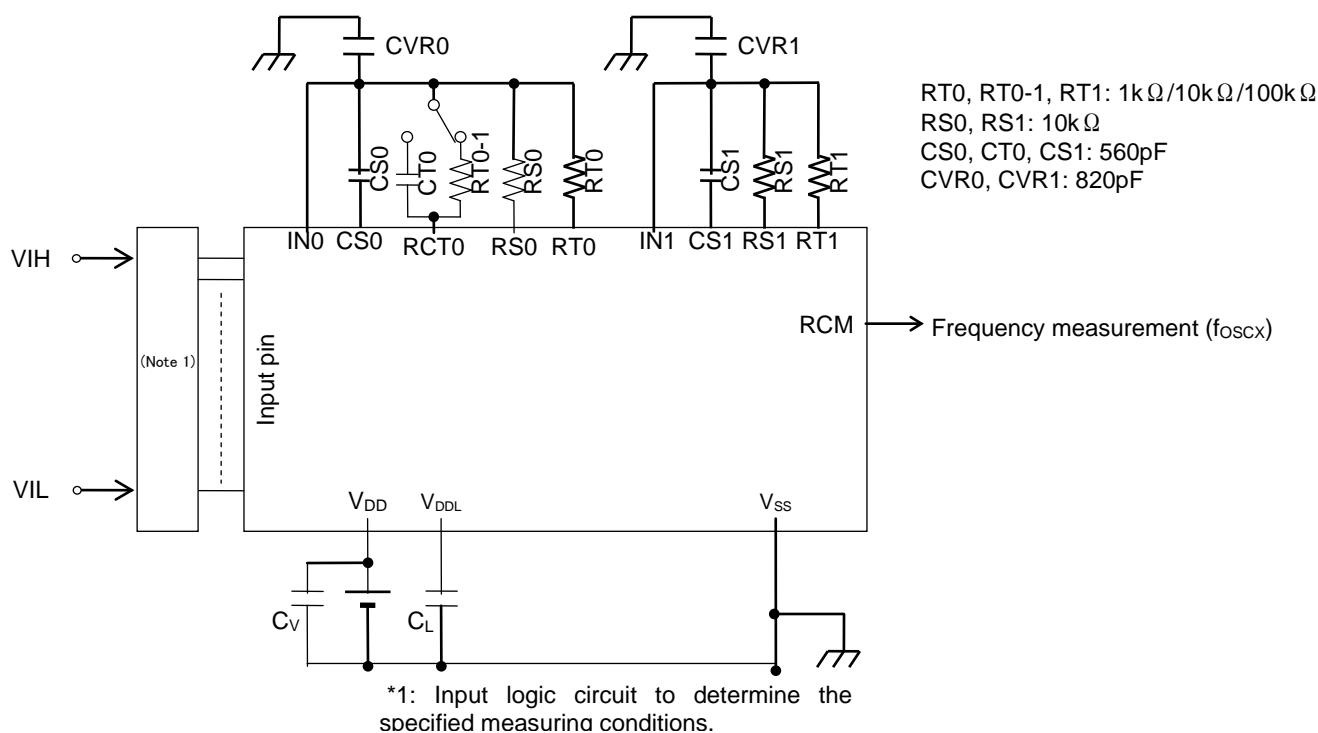 CVR0
CVR1
RT0, RT0-1, RT1: 1kΩ/10kΩ/100kΩ
RS0, RS1: 10kΩ
CS0, CT0, CS1: 560pF
CVR0, CVR1: 820pF
CS0
CT0
RT0-1
RS0
RT0
CS1
RS1
RT1
IN0
CS0
RCT0
RS0
RT0
IN1
CS1
RS1
RT1
VIH
(Note 1)
Input pin
RCM
Frequency measurement (fOSCX)
VIL
VDD
VDDL
VSS
CV
CL
*1: Input logic circuit to determine the
specified measuring conditions.